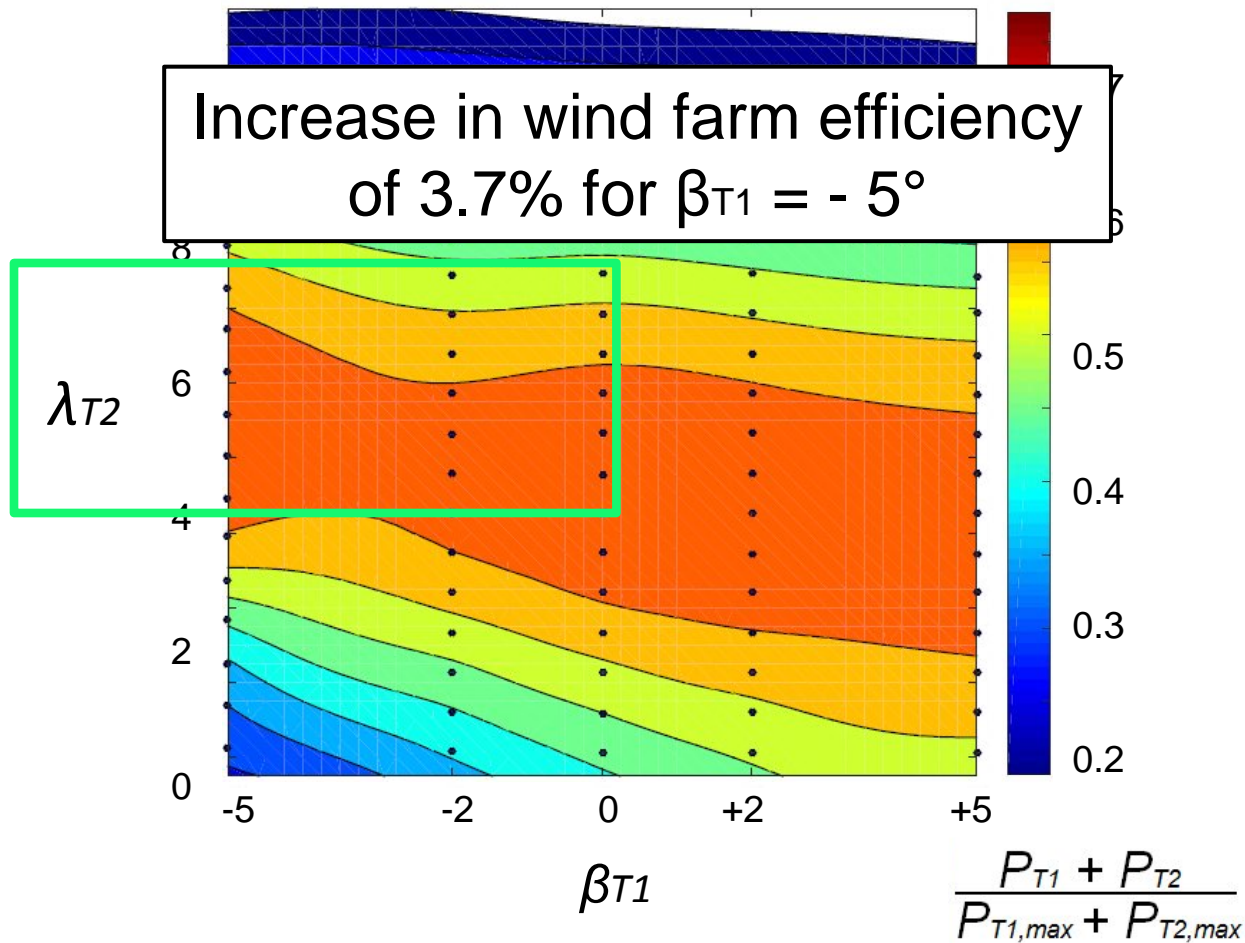 Increase in wind farm efficiency
of 3.7% for βT1 = - 5°
8
6
λT2
4
2
0
-5 -2 0 +2 +5
βT1
0.5
0.4
0.3
0.2
PT1 + PT2
PT1,max + PT2,max